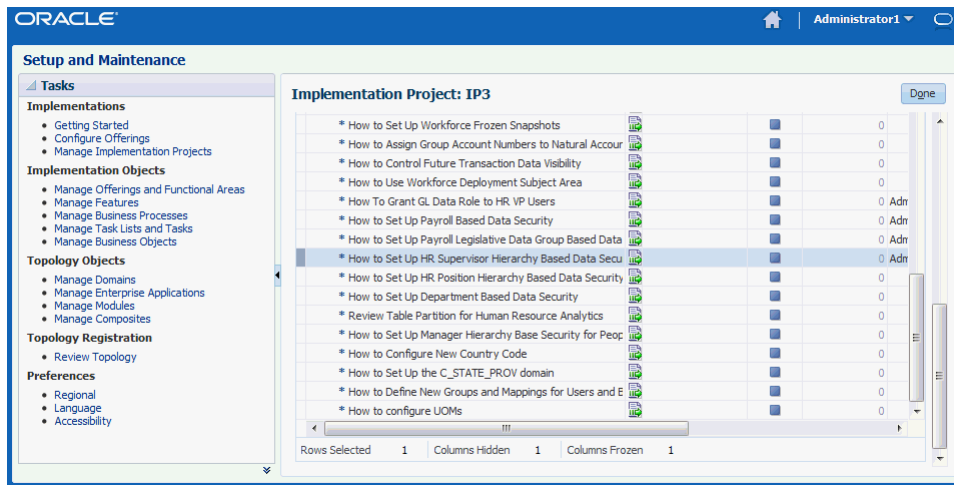 ORACLE
Administrator1
Setup and Maintenance
Tasks
Implementations
Getting Started
Configure Offerings
Manage Implementation Projects
Implementation Objects
Manage Offerings and Functional Areas
Manage Features
Manage Business Processes
Manage Task Lists and Tasks
Manage Business Objects
Topology Objects
Manage Domains
Manage Enterprise Applications
Manage Modules
Manage Composites
Topology Registration
Review Topology
Preferences
Regional
Language
Accessibility
Implementation Project: IP3
Done
* How to Set Up Workforce Frozen Snapshots 0
* How to Assign Group Account Numbers to Natural Accour 0
* How to Control Future Transaction Data Visibility 0
* How to Use Workforce Deployment Subject Area 0
* How To Grant GL Data Role to HR VP Users 0 Adm
* How to Set Up Payroll Based Data Security 0 Adm
* How to Set Up Payroll Legislative Data Group Based Data 0 Adm
* How to Set Up HR Supervisor Hierarchy Based Data Secu 0 Adm
* How to Set Up HR Position Hierarchy Based Data Security 0
* How to Set Up Department Based Data Security 0
* Review Table Partition for Human Resource Analytics 0
* How to Set Up Manager Hierarchy Base Security for Peop 0
* How to Configure New Country Code 0
* How to Set Up the C_STATE_PROV domain 0
* How to Define New Groups and Mappings for Users and B 0
* How to configure UOMs 0
Rows Selected 1 Columns Hidden 1 Columns Frozen 1